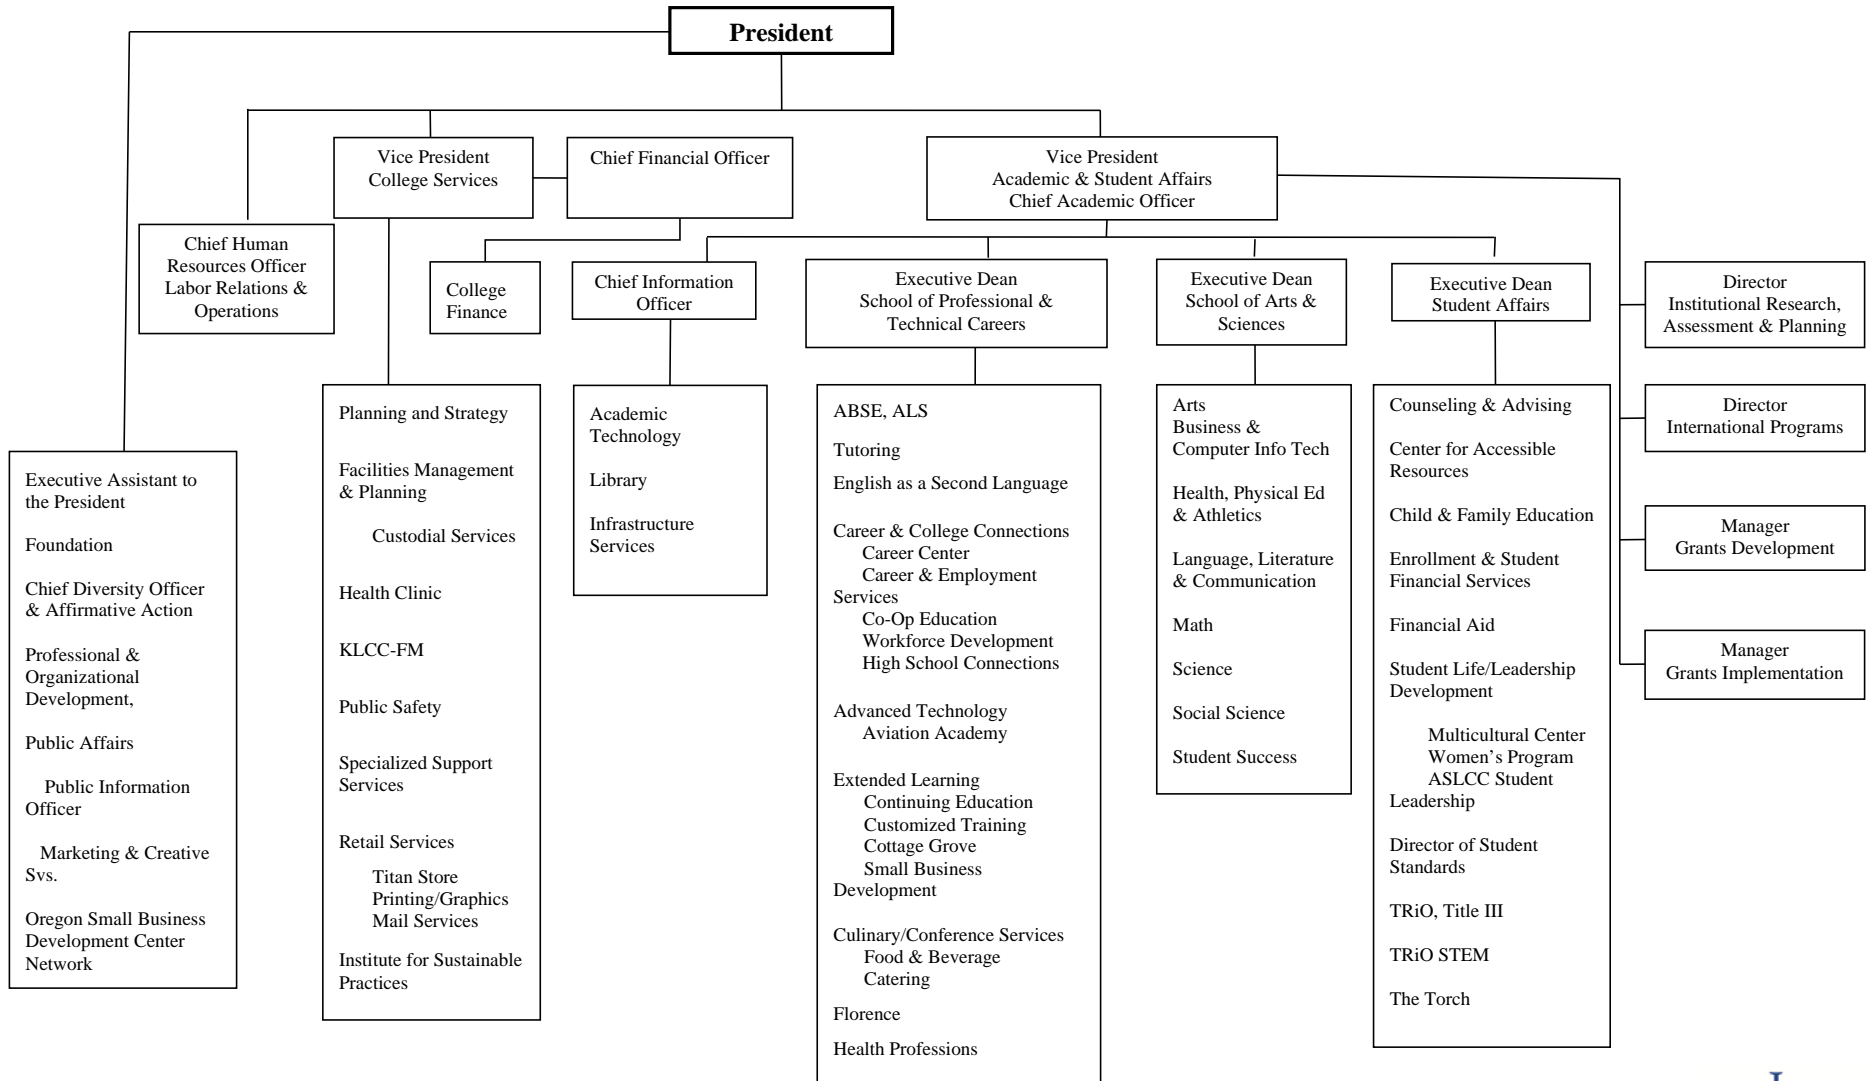 President
Vice President
College Services
Chief Financial Officer
Vice President
Academic & Student Affairs
Chief Academic Officer
Chief Human
Resources Officer
Labor Relations &
Operations
College
Finance
Chief Information
Officer
Executive Dean
School of Professional &
Technical Careers
Executive Dean
School of Arts &
Sciences
Executive Dean
Student Affairs
Director
Institutional Research,
Assessment & Planning
Director
International Programs
Manager
Grants Development
Manager
Grants Implementation
Executive Assistant to
the President
Foundation
Chief Diversity Officer
& Affirmative Action
Professional &
Organizational
Development,
Public Affairs
Public Information
Officer
Marketing & Creative
Svs.
Oregon Small Business
Development Center
Network
Planning and Strategy
Facilities Management
& Planning
Custodial Services
Health Clinic
KLCC-FM
Public Safety
Specialized Support
Services
Retail Services
Titan Store
Printing/Graphics
Mail Services
Institute for Sustainable
Practices
Academic
Technology
Library
Infrastructure
Services
ABSE, ALS
Tutoring
English as a Second Language
Career & College Connections
Career Center
Career & Employment
Services
Co-Op Education
Workforce Development
High School Connections
Advanced Technology
Aviation Academy
Extended Learning
Continuing Education
Customized Training
Cottage Grove
Small Business
Development
Culinary/Conference Services
Food & Beverage
Catering
Florence
Health Professions
Arts
Business &
Computer Info Tech
Health, Physical Ed
& Athletics
Language, Literature
& Communication
Math
Science
Social Science
Student Success
Counseling & Advising
Center for Accessible
Resources
Child & Family Education
Enrollment & Student
Financial Services
Financial Aid
Student Life/Leadership
Development
Multicultural Center
Women’s Program
ASLCC Student
Leadership
Director of Student
Standards
TRiO, Title III
TRiO STEM
The Torch